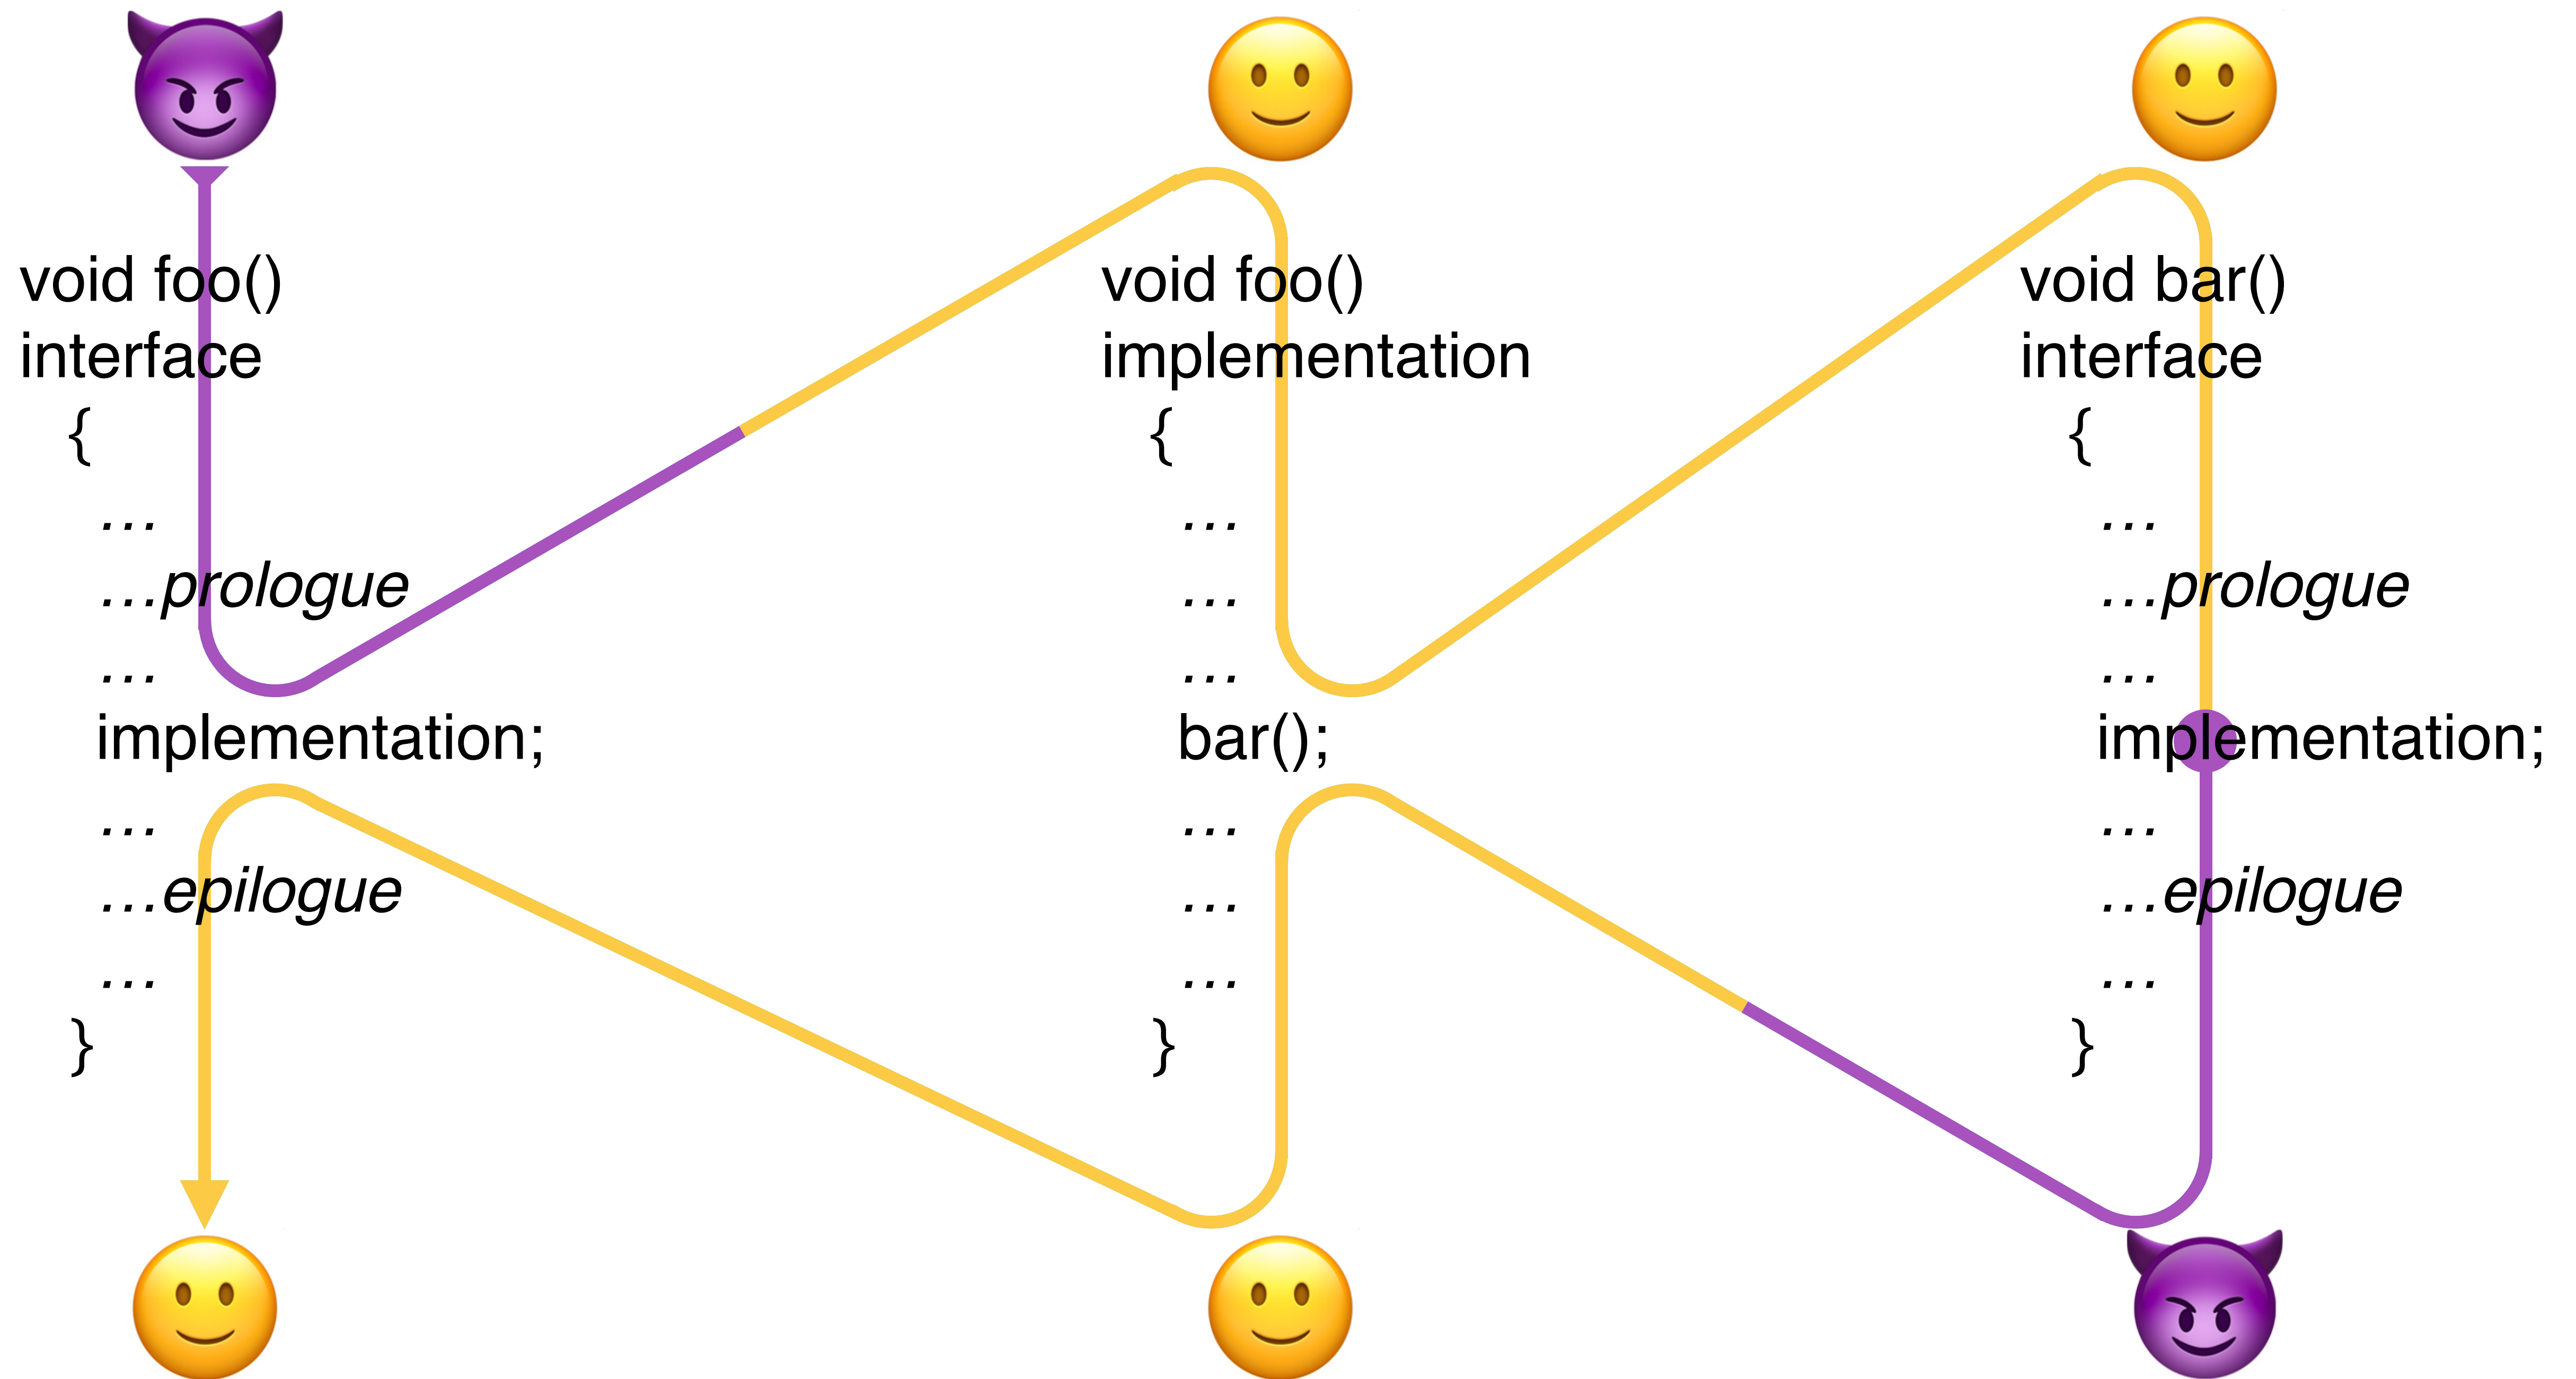 void foo()
interface
{
…
…prologue
…
implementation;
…
…epilogue
…
}
void foo()
implementation
{
…
…
…
bar();
…
…
…
}
void bar()
interface
{
…
…prologue
…
implementation;
…
…epilogue
…
}